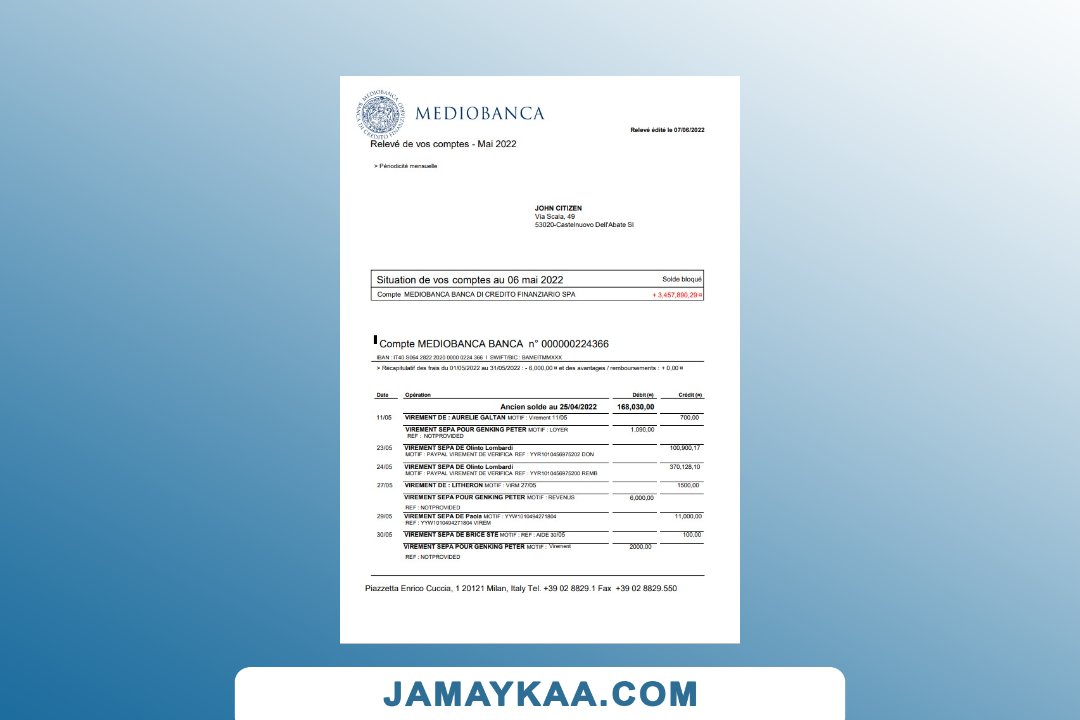 MEDIOBANCA
Relevé édité le 07/06/2022
Relevé de vos comptes - Mai 2022
> Périodicité mensuelle
JOHN CITIZEN
Via Scala, 49
53020-Castelnuovo Dell'Abate SI
Situation de vos comptes au 06 mai 2022 Solde bloqué
Compte MEDIOBANCA BANCA DI CREDITO FINANZIARIO SPA + 3,457,890,29 ¤
Compte MEDIOBANCA BANCA n° 000000224366
IBAN : IT40 S064 2822 2020 0000 0224 366 I SWIFT/BIC : BAMEITMMXXX
> Récapitulatif des frais du 01/05/2022 au 31/05/2022 : - 6,000,00 ¤ et des avantages / remboursements : + 0,00 ¤
Date Opération Débit (¤) Crédit (¤)
Ancien solde au 25/04/2022 168,030,00
11/05 VIREMENT DE : AURELIE GALTAN MOTIF : Virement 11/05 700,00
VIREMENT SEPA POUR GENKING PETER MOTIF : LOYER 1.090,00
REF : NOTPROVIDED
23/05 VIREMENT SEPA DE Olinto Lombardi 100,900,17
MOTIF : PAYPAL VIREMENT DE VERIFICA REF : YYR1010456976202 DON
24/05 VIREMENT SEPA DE Olinto Lombardi 370,128,10
MOTIF : PAYPAL VIREMENT DE VERIFICA REF : YYR1010456975200 REMB
27/05 VIREMENT DE : LITHERON MOTIF : VIRM 27/05 1500,00
VIREMENT SEPA POUR GENKING PETER MOTIF : REVENUS 6,000,00
REF : NOTPROVIDED
29/05 VIREMENT SEPA DE Paola MOTIF : YYW1010494271804 11,000,00
REF : YYW1010494271804 VIREM
30/05 VIREMENT SEPA DE BRICE STE MOTIF : REF : AIDE 30/05 100,00
VIREMENT SEPA POUR GENKING PETER MOTIF : Virement 2000,00
REF : NOTPROVIDED
Piazzetta Enrico Cuccia, 1 20121 Milan, Italy Tel. +39 02 8829.1 Fax +39 02 8829.550
JAMAYKAA.COM